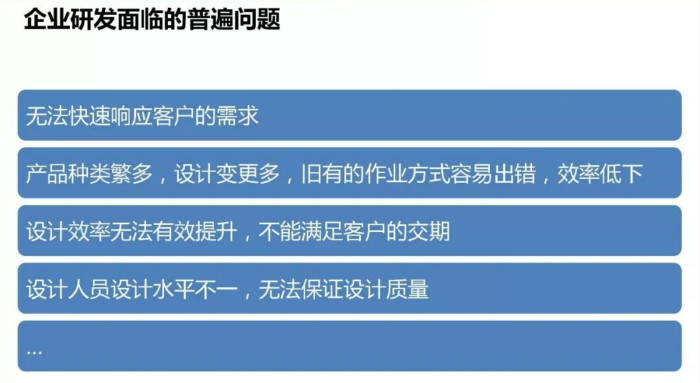 企业研发面临的普遍问题
无法快速响应客户的需求
产品种类繁多，设计变更多，旧有的作业方式容易出错，效率低下
设计效率无法有效提升，不能满足客户的交期
设计人员设计水平不一，无法保证设计质量
...